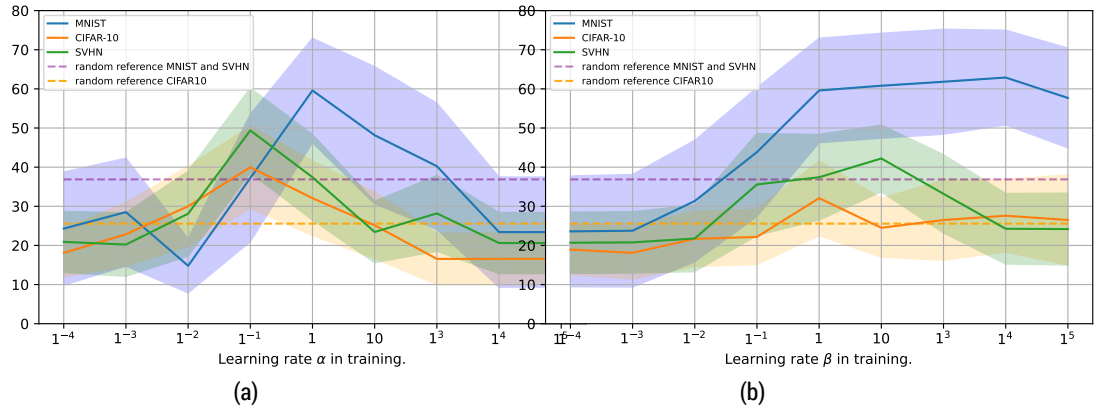 80
70
60
50
40
30
20
10
0
MNIST
CIFAR-10
SVHN
random reference MNIST and SVHN
random reference CIFAR10
1⁻⁴ 1⁻³ 1⁻² 1⁻¹ 1 10 1³ 1⁴
Learning rate α in training.
(a)
80
70
60
50
40
30
20
10
0
MNIST
CIFAR-10
SVHN
random reference MNIST and SVHN
random reference CIFAR10
1⁵ 1⁻⁴ 1⁻³ 1⁻² 1⁻¹ 1 10 1³ 1⁴ 1⁵
Learning rate β in training.
(b)